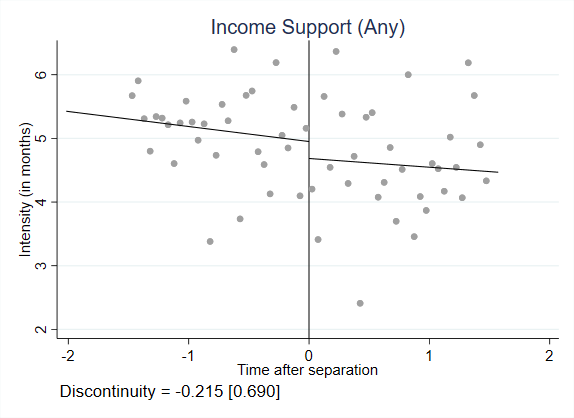 Income Support (Any)
Intensity (in months)
6
5
4
3
2
-2
-1
0
1
2
Time after separation
Discontinuity = -0.215 [0.690]